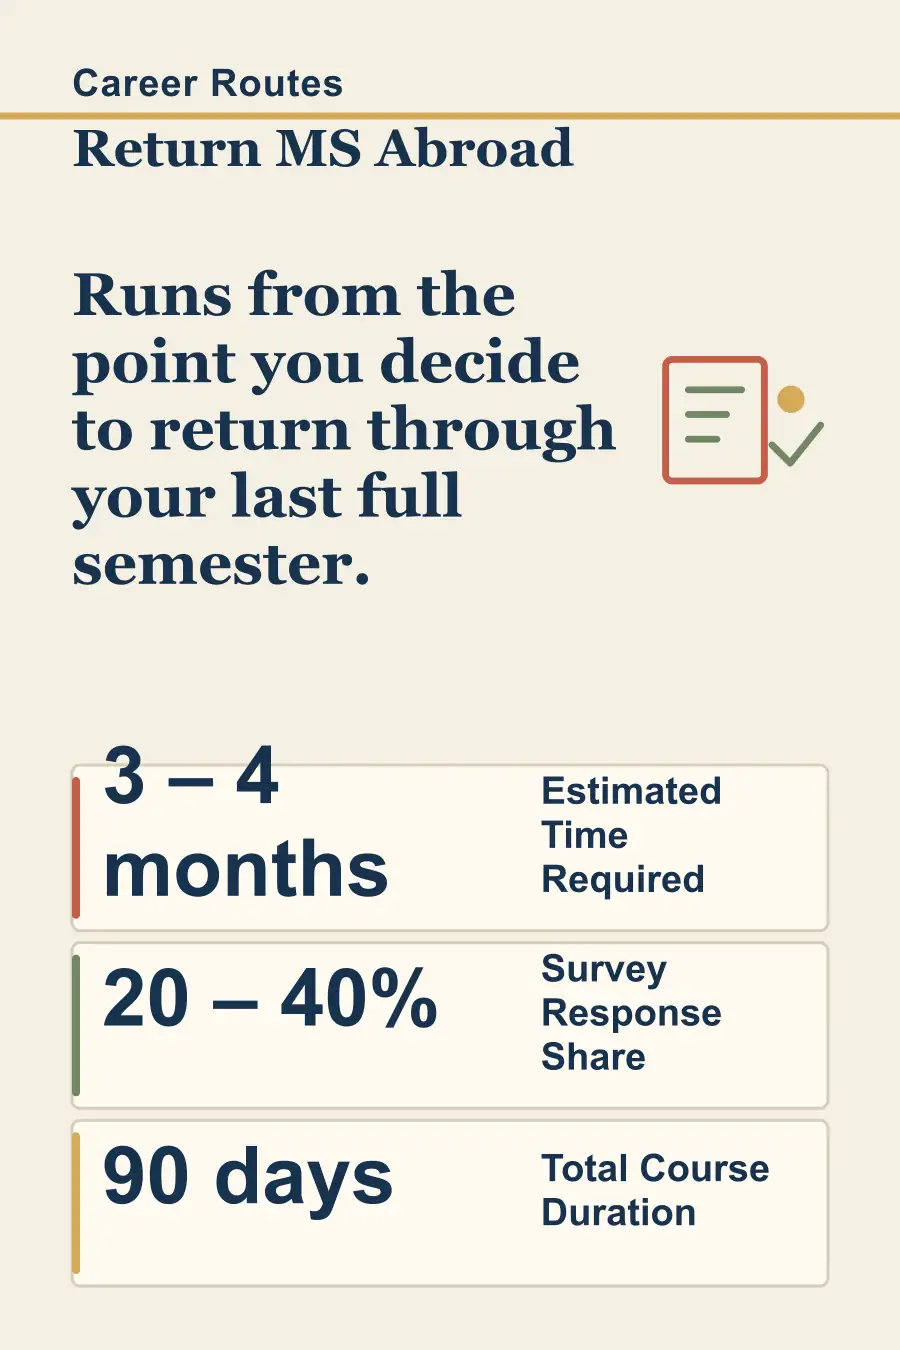 Career Routes
Return MS Abroad
Runs from the
point you decide
to return through
your last full
semester.
3 – 4
months
Estimated
Time
Required
20 – 40%
Survey
Response
Share
90 days
Total Course
Duration